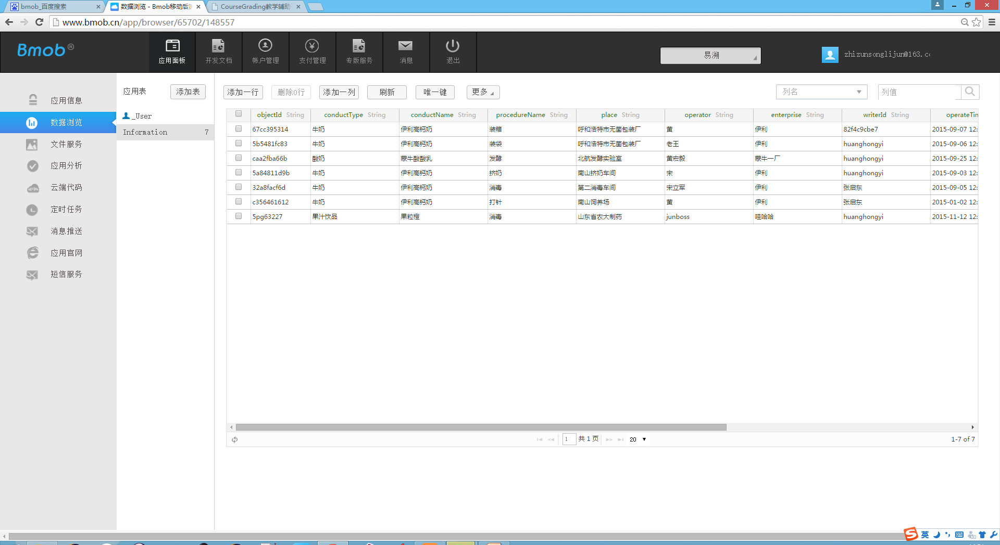 bmob_百度搜索
数据浏览 - Bmob移动后
CourseGrading教学辅助
www.bmob.cn/app/browser/65702/148557
Bmob®
应用面板
开发文档
帐户管理
支付管理
专版服务
消息
退出
易溯
zhizunsonglijun@163.co
应用信息
数据浏览
文件服务
应用分析
云端代码
定时任务
消息推送
应用官网
短信服务
应用表 添加表
_User
Information 7
添加一行 删除0行 添加一列 刷新 唯一键 更多 列名 列值
objectId String conductType String conductName String procedureName String place String operator String enterprise String writerId String operateTim
67cc395314 牛奶 伊利高钙奶 装箱 呼和浩特市无菌包装厂 黄 伊利 82f4c9cbe7 2015-09-07 12:
5b5481fc83 牛奶 伊利高钙奶 装袋 呼和浩特市无菌包装厂 老王 伊利 huanghongyi 2015-09-06 12:
caa2fba66b 酸奶 蒙牛酸酸乳 发酵 北航发酵实验室 黄宏毅 蒙牛一厂 huanghongyi 2015-09-25 12:
5a84811d9b 牛奶 伊利高钙奶 挤奶 南山挤奶车间 宋 伊利 huanghongyi 2015-09-03 12:
32a8facf6d 牛奶 伊利高钙奶 消毒 第二消毒车间 宋立军 伊利 张启东 2015-09-05 12:
c356461612 牛奶 伊利高钙奶 打针 南山饲养场 黄 伊利 张启东 2015-01-02 12:
5pg63227 果汁饮品 果粒橙 消毒 山东省农大制药 junboss 哇哈哈 huanghongyi 2015-11-12 12:
1 共 1 页 20 1-7 of 7
英